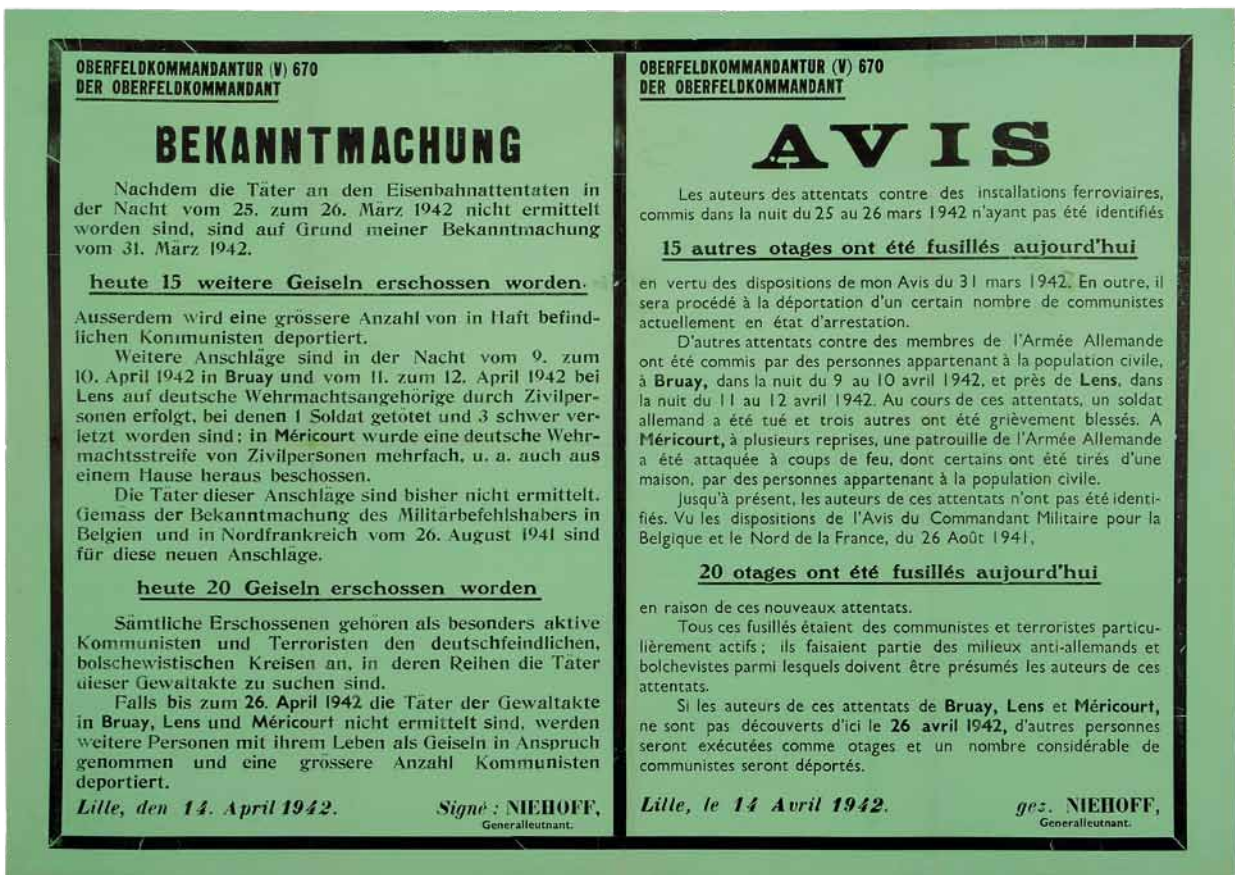 OBERFELDKOMMANDANTUR (V) 670
DER OBERFELDKOMMANDANT
BEKANNTMACHUNG
Nachdem die Täter an den Eisenbahnattentaten in
der Nacht vom 25. zum 26. März 1942 nicht ermittelt
worden sind, sind auf Grund meiner Bekanntmachung
vom 31. März 1942.
heute 15 weitere Geiseln erschossen worden.
Ausserdem wird eine grössere Anzahl von in Haft befind-
lichen Kommunisten deportiert.
Weitere Anschläge sind in der Nacht vom 9. zum
10. April 1942 in Bruay und vom 11. zum 12. April 1942 bei
Lens auf deutsche Wehrmachtsangehörige durch Zivilper-
sonen erfolgt, bei denen 1 Soldat getötet und 3 schwer ver-
letzt worden sind; in Méricourt wurde eine deutsche Wehr-
machtsstreife von Zivilpersonen mehrfach, u. a. auch aus
einem Hause heraus beschossen.
Die Täter dieser Anschläge sind bisher nicht ermittelt.
Gemass der Bekanntmachung des Militärbefehlshabers in
Belgien und in Nordfrankreich vom 26. August 1941 sind
für diese neuen Anschläge.
heute 20 Geiseln erschossen worden
Sämtliche Erschossenen gehören als besonders aktive
Kommunisten und Terroristen den deutschfeindlichen,
bolschewistischen Kreisen an, in deren Reihen die Täter
dieser Gewaltakte zu suchen sind.
Falls bis zum 26. April 1942 die Täter der Gewaltakte
in Bruay, Lens und Méricourt nicht ermittelt sind, werden
weitere Personen mit ihrem Leben als Geiseln in Anspruch
genommen und eine grössere Anzahl Kommunisten
deportiert.
Lille, den 14. April 1942. Signé : NIEHOFF,
Generalleutnant.
OBERFELDKOMMANDANTUR (V) 670
DER OBERFELDKOMMANDANT
AVIS
Les auteurs des attentats contre des installations ferroviaires,
commis dans la nuit du 25 au 26 mars 1942 n'ayant pas été identifiés
15 autres otages ont été fusillés aujourd'hui
en vertu des dispositions de mon Avis du 31 mars 1942. En outre, il
sera procédé à la déportation d'un certain nombre de communistes
actuellement en état d'arrestation.
D'autres attentats contre des membres de l'Armée Allemande
ont été commis par des personnes appartenant à la population civile,
à Bruay, dans la nuit du 9 au 10 avril 1942, et près de Lens, dans
la nuit du 11 au 12 avril 1942. Au cours de ces attentats, un soldat
allemand a été tué et trois autres ont été grièvement blessés. A
Méricourt, à plusieurs reprises, une patrouille de l'Armée Allemande
a été attaquée à coups de feu, dont certains ont été tirés d'une
maison, par des personnes appartenant à la population civile.
Jusqu'à présent, les auteurs de ces attentats n'ont pas été identi-
fiés. Vu les dispositions de l'Avis du Commandant Militaire pour la
Belgique et le Nord de la France, du 26 Août 1941,
20 otages ont été fusillés aujourd'hui
en raison de ces nouveaux attentats.
Tous ces fusillés étaient des communistes et terroristes particu-
lièrement actifs ; ils faisaient partie des milieux anti-allemands et
bolchevistes parmi lesquels doivent être présumés les auteurs de ces
attentats.
Si les auteurs de ces attentats de Bruay, Lens et Méricourt,
ne sont pas découverts d'ici le 26 avril 1942, d'autres personnes
seront exécutées comme otages et un nombre considérable de
communistes seront déportés.
Lille, le 14 Avril 1942. gez. NIEHOFF,
Generalleutnant.